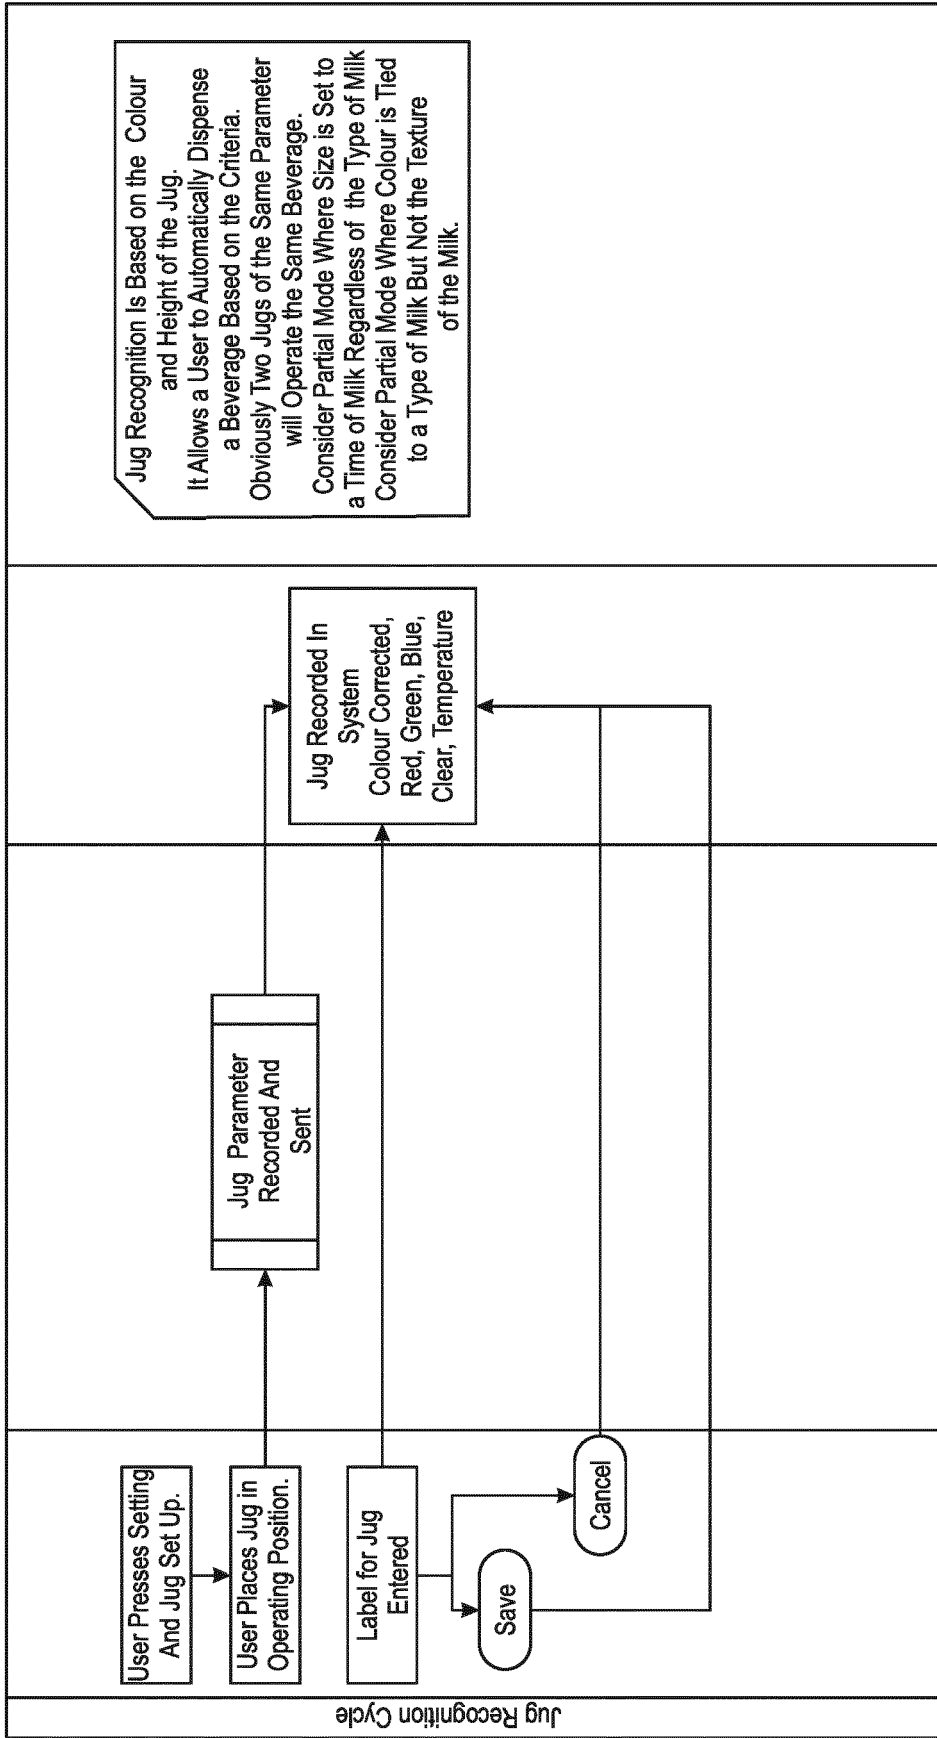 Jug Recognition Cycle
User Presses Setting
And Jug Set Up.
User Places Jug in
Operating Position.
Label for Jug
Entered
Save
Cancel
Jug Parameter
Recorded And
Sent
Jug Recorded In
System
Colour Corrected,
Red, Green, Blue,
Clear, Temperature
Jug Recognition Is Based on the Colour
and Height of the Jug.
It Allows a User to Automatically Dispense
a Beverage Based on the Criteria.
Obviously Two Jugs of the Same Parameter
will Operate the Same Beverage.
Consider Partial Mode Where Size is Set to
a Time of Milk Regardless of the Type of Milk
Consider Partial Mode Where Colour is Tied
to a Type of Milk But Not the Texture
of the Milk.